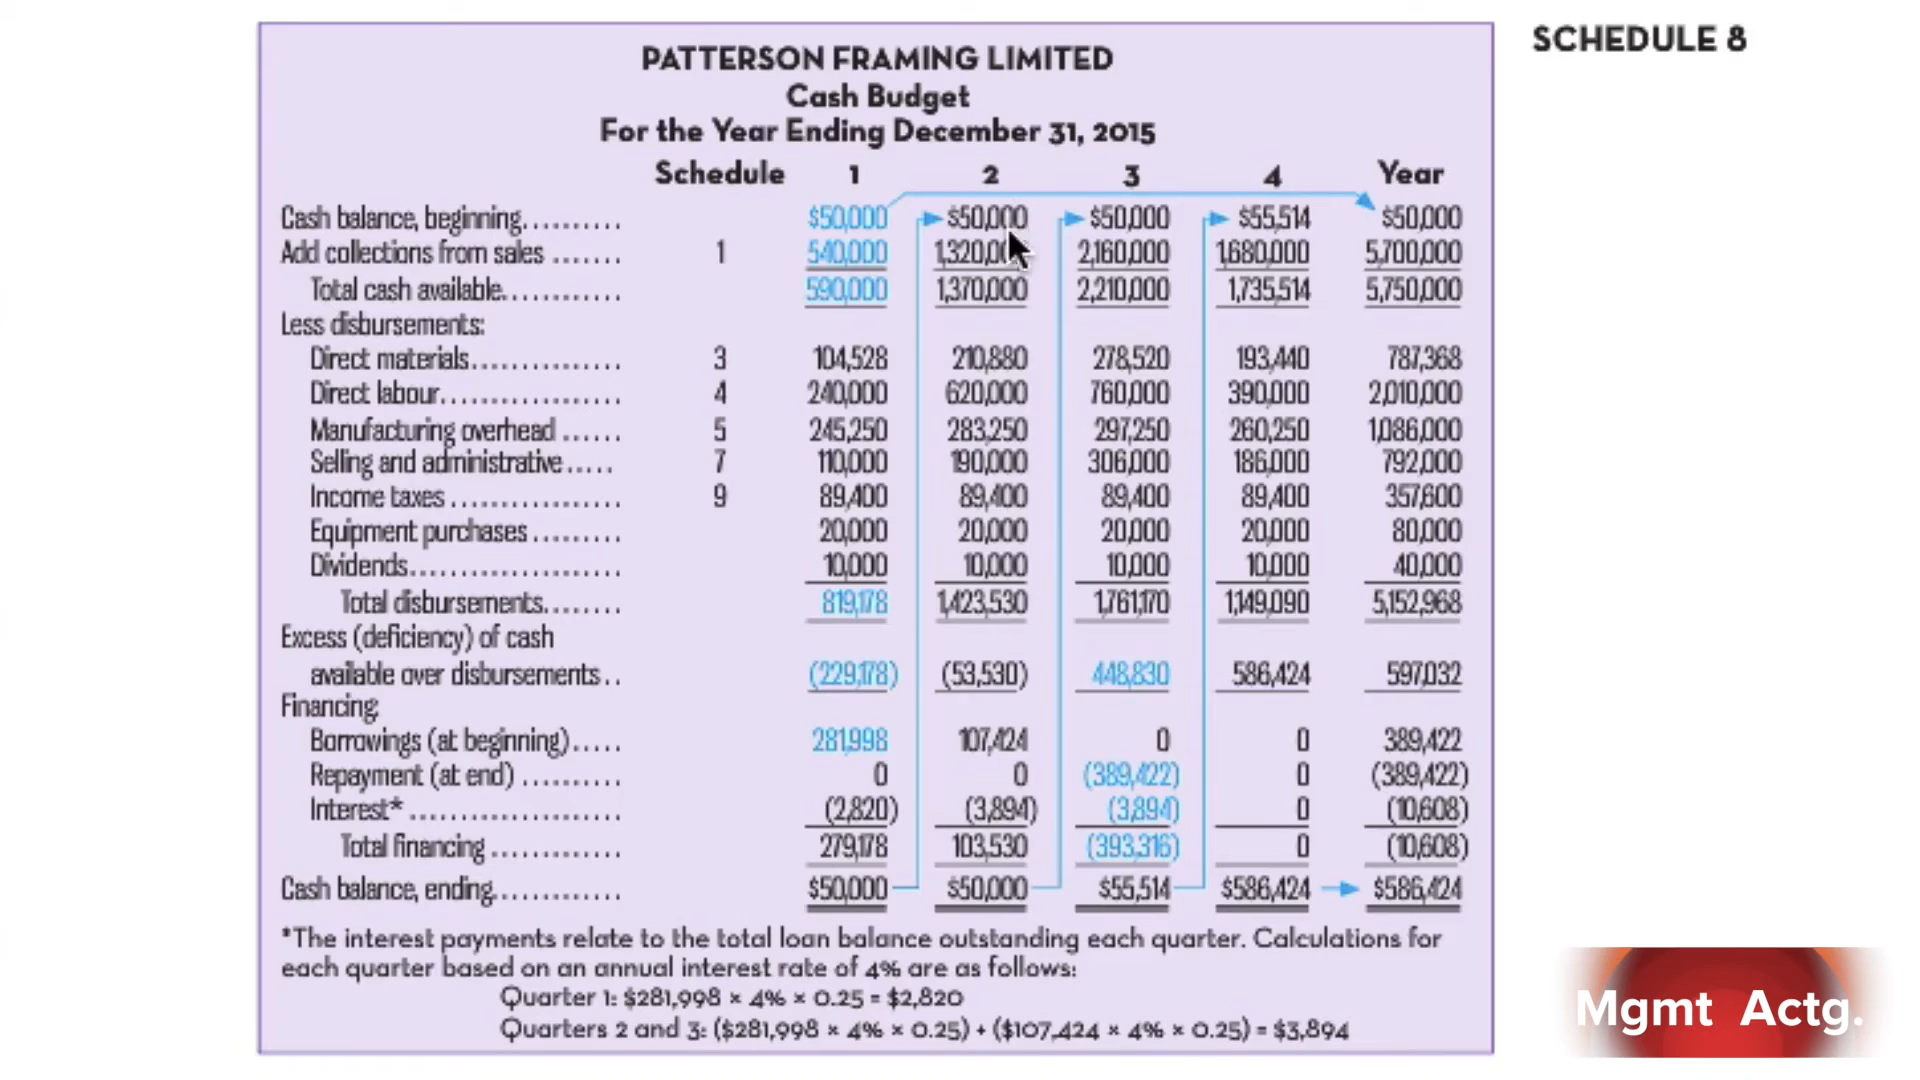 SCHEDULE 8
PATTERSON FRAMING LIMITED
Cash Budget
For the Year Ending December 31, 2015
Schedule 1 2 3 4 Year
Cash balance, beginning.......... $50,000 $50,000 $50,000 $55,514 $50,000
Add collections from sales ....... 1 540,000 1,320,000 2,160,000 1,680,000 5,700,000
Total cash available............ 590,000 1,370,000 2,210,000 1,735,514 5,750,000
Less disbursements:
Direct materials............... 3 104,528 210,880 278,520 193,440 787,368
Direct labour.................. 4 240,000 620,000 760,000 390,000 2,010,000
Manufacturing overhead ...... 5 245,250 283,250 297,250 260,250 1,086,000
Selling and administrative..... 7 110,000 190,000 306,000 186,000 792,000
Income taxes ................. 9 89,400 89,400 89,400 89,400 357,600
Equipment purchases ......... 20,000 20,000 20,000 20,000 80,000
Dividends..................... 10,000 10,000 10,000 10,000 40,000
Total disbursements........ 819,178 1,423,530 1,761,170 1,149,090 5,152,968
Excess (deficiency) of cash
available over disbursements.. (229,178) (53,530) 448,830 586,424 597,032
Financing:
Borrowings (at beginning)..... 281,998 107,424 0 0 389,422
Repayment (at end) .......... 0 0 (389,422) 0 (389,422)
Interest* ..................... (2,820) (3,894) (3,894) 0 (10,608)
Total financing ............. 279,178 103,530 (393,316) 0 (10,608)
Cash balance, ending............. $50,000 $50,000 $55,514 $586,424 $586,424
*The interest payments relate to the total loan balance outstanding each quarter. Calculations for
each quarter based on an annual interest rate of 4% are as follows:
Quarter 1: $281,998 × 4% × 0.25 = $2,820
Quarters 2 and 3: ($281,998 × 4% × 0.25) + ($107,424 × 4% × 0.25) = $3,894
Mgmt Actg.